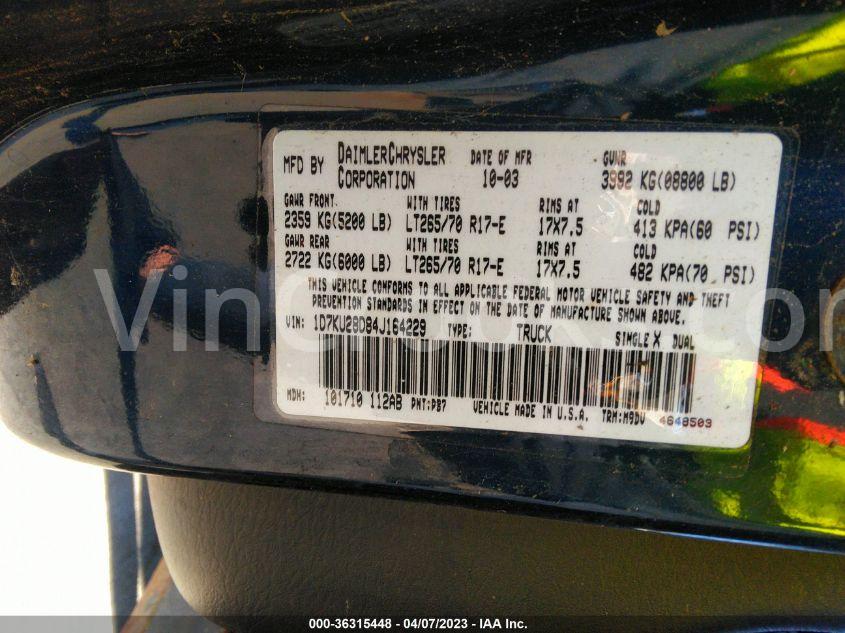 MFD BY DAIMLERCHRYSLER CORPORATION DATE OF MFR 10-03 GVWR 3992 KG(08800 LB)
GAWR FRONT WITH TIRES RIMS AT COLD
2359 KG(5200 LB) LT265/70 R17-E 17X7.5 413 KPA(60 PSI)
GAWR REAR WITH TIRES RIMS AT COLD
2722 KG(6000 LB) LT265/70 R17-E 17X7.5 482 KPA(70 PSI)
THIS VEHICLE CONFORMS TO ALL APPLICABLE FEDERAL MOTOR VEHICLE SAFETY AND THEFT
PREVENTION STANDARDS IN EFFECT ON THE DATE OF MANUFACTURE SHOWN ABOVE.
VIN: 1D7KU28D84J164229 TYPE: TRUCK SINGLE X DUAL
MDH: 101710 112AB PNT:PB7 VEHICLE MADE IN U.S.A. TRM:M9DV 4648503
000-36315448 - 04/07/2023 - IAA Inc.